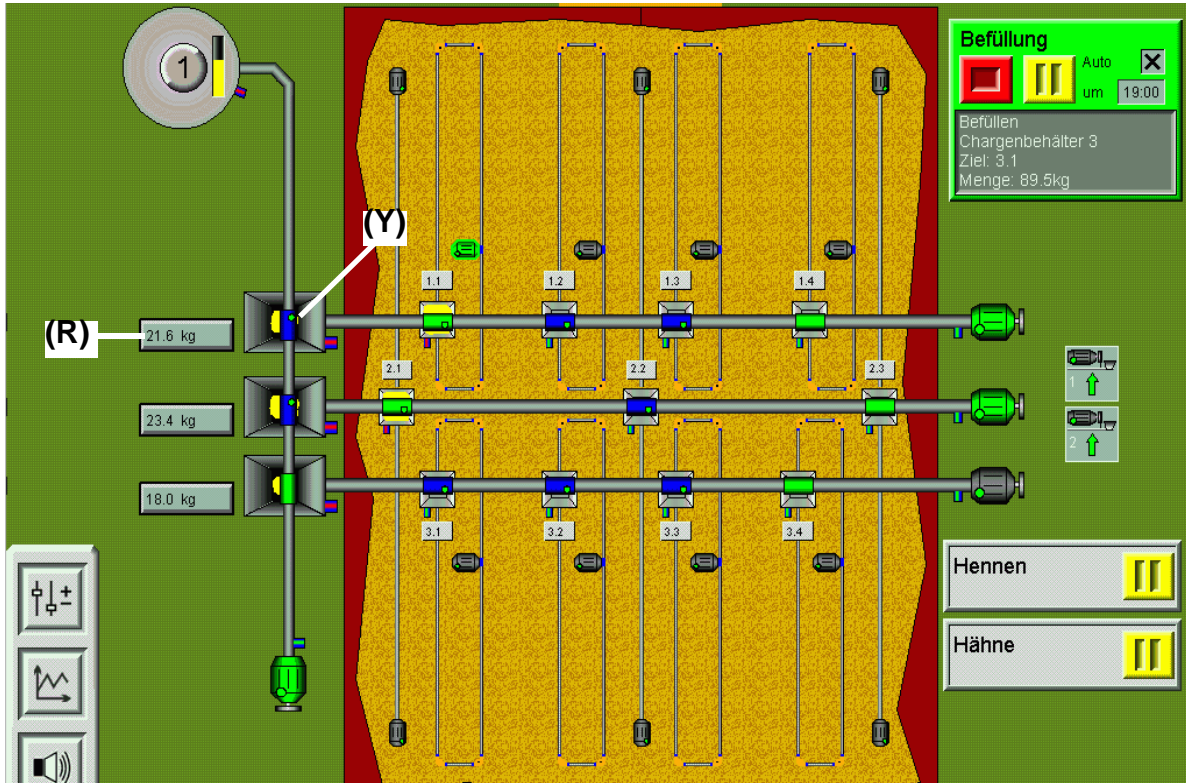 1
Befüllung
Auto
um 19:00
Befüllen
Chargenbehälter 3
Ziel: 3.1
Menge: 89.5kg
(Y)
1.1 1.2 1.3 1.4
(R) 21.6 kg
2.1 2.2 2.3
1
23.4 kg
2
18.0 kg
3.1 3.2 3.3 3.4
Hennen
Hähne